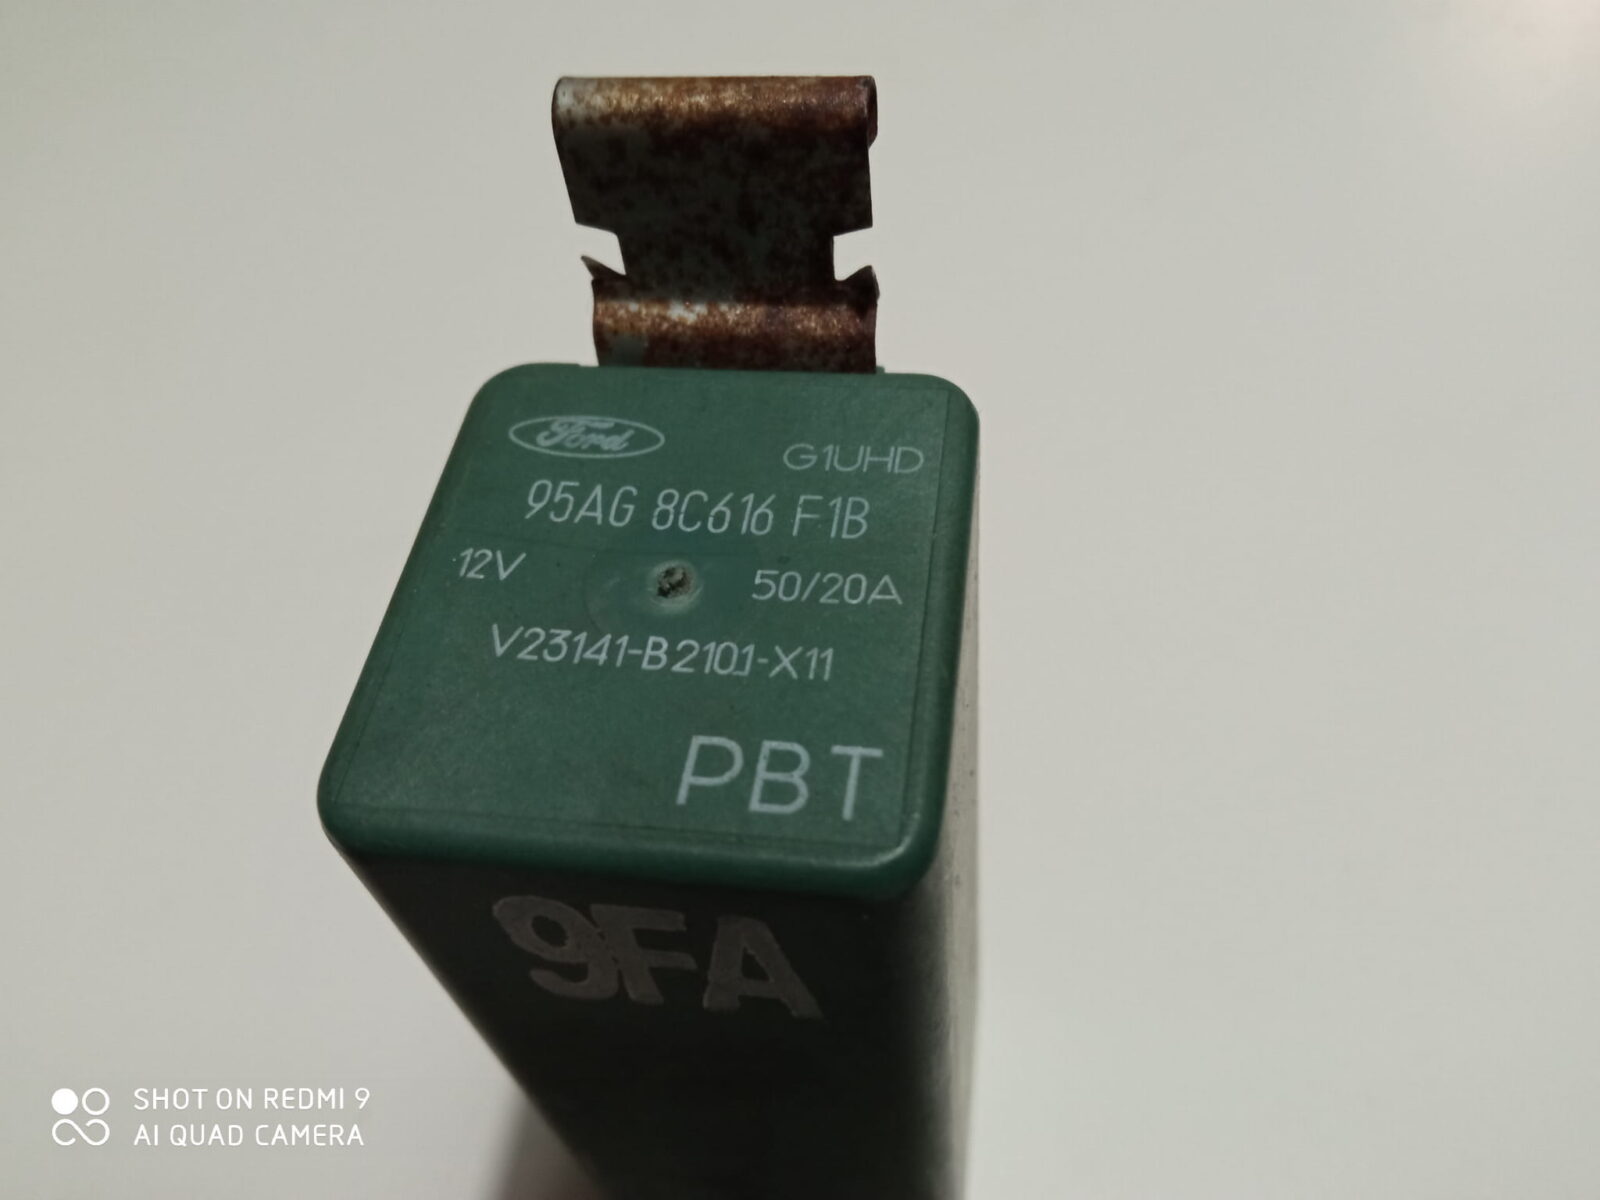 Ford
G1UHD
95AG 8C616 F1B
12V
50/20A
V23141-B2101-X11
PBT
9FA
SHOT ON REDMI 9
AI QUAD CAMERA